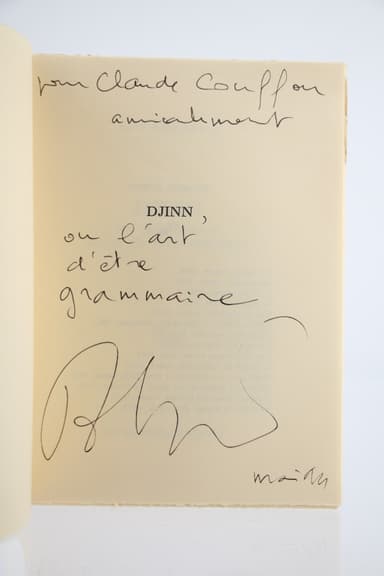 pour Claude Couffon
amicalement
DJINN,
ou l'art
d'être
grammaire